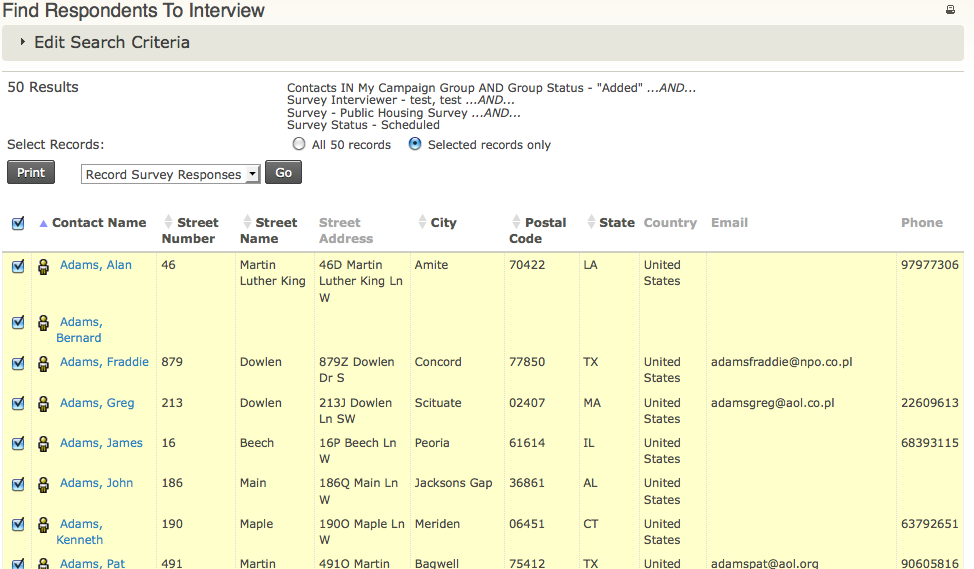 Find Respondents To Interview
Edit Search Criteria
50 Results
Contacts IN My Campaign Group AND Group Status - "Added" ...AND...
Survey Interviewer - test, test ...AND...
Survey - Public Housing Survey ...AND...
Survey Status - Scheduled
Select Records: All 50 records Selected records only
Print Record Survey Responses Go
Contact Name Street Number Street Name Street Address City Postal Code State Country Email Phone
Adams, Alan 46 Martin Luther King 46D Martin Luther King Ln W Amite 70422 LA United States 97977306
Adams, Bernard
Adams, Fraddie 879 Dowlen 879Z Dowlen Dr S Concord 77850 TX United States adamsfraddie@npo.co.pl
Adams, Greg 213 Dowlen 213J Dowlen Ln SW Scituate 02407 MA United States adamsgreg@aol.co.pl 22609613
Adams, James 16 Beech 16P Beech Ln W Peoria 61614 IL United States 68393115
Adams, John 186 Main 186Q Main Ln W Jacksons Gap 36861 AL United States
Adams, Kenneth 190 Maple 190O Maple Ln W Meriden 06451 CT United States 63792651
Adams, Pat 491 Martin 491O Martin Bagwell 75412 TX United adamspat@aol.org 90605816